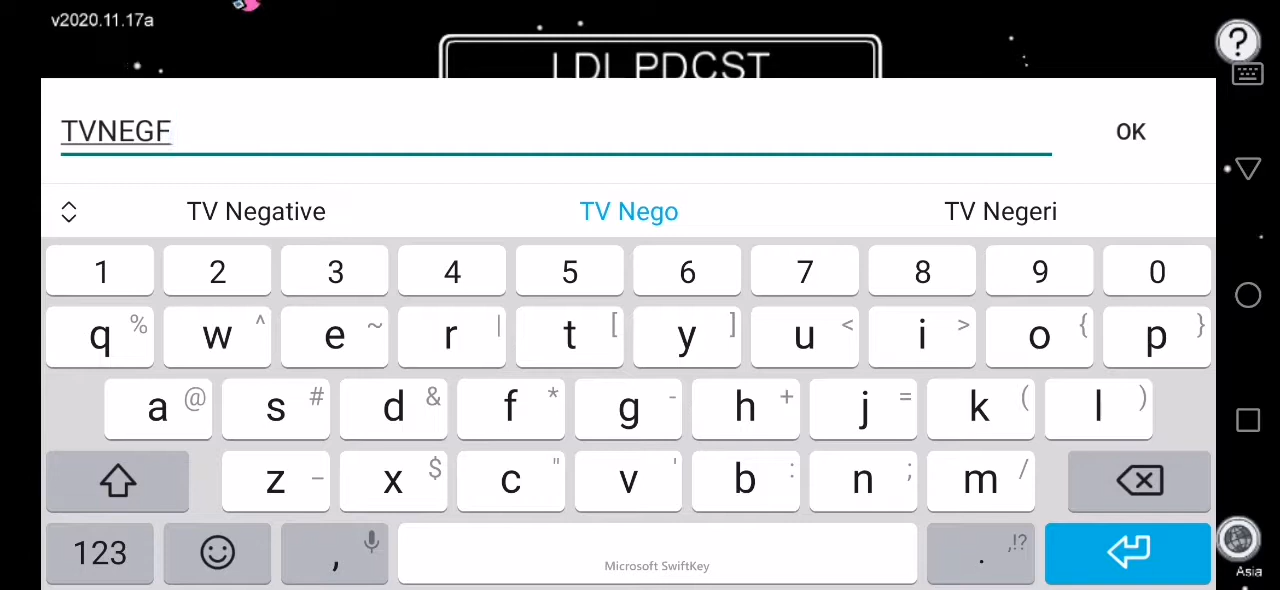 v2020.11.17a
LDLPDCST
TVNEGF
OK
TV Negative TV Nego TV Negeri
1 2 3 4 5 6 7 8 9 0
q % w ^ e ~ r | t [ y ] u < i > o { p }
a @ s # d & f * g - h + j = k ( l )
z _ x $ c " v ' b : n ; m /
123 , Microsoft SwiftKey . ,!?
?
Asia